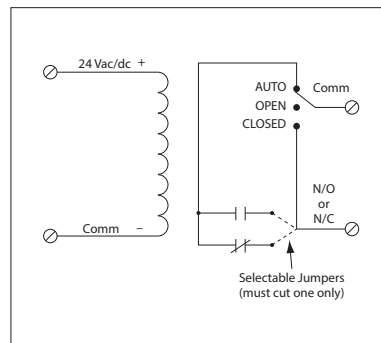 24 Vac/dc +
AUTO
Comm
OPEN
CLOSED
N/O
or
N/C
Comm –
Selectable Jumpers
(must cut one only)